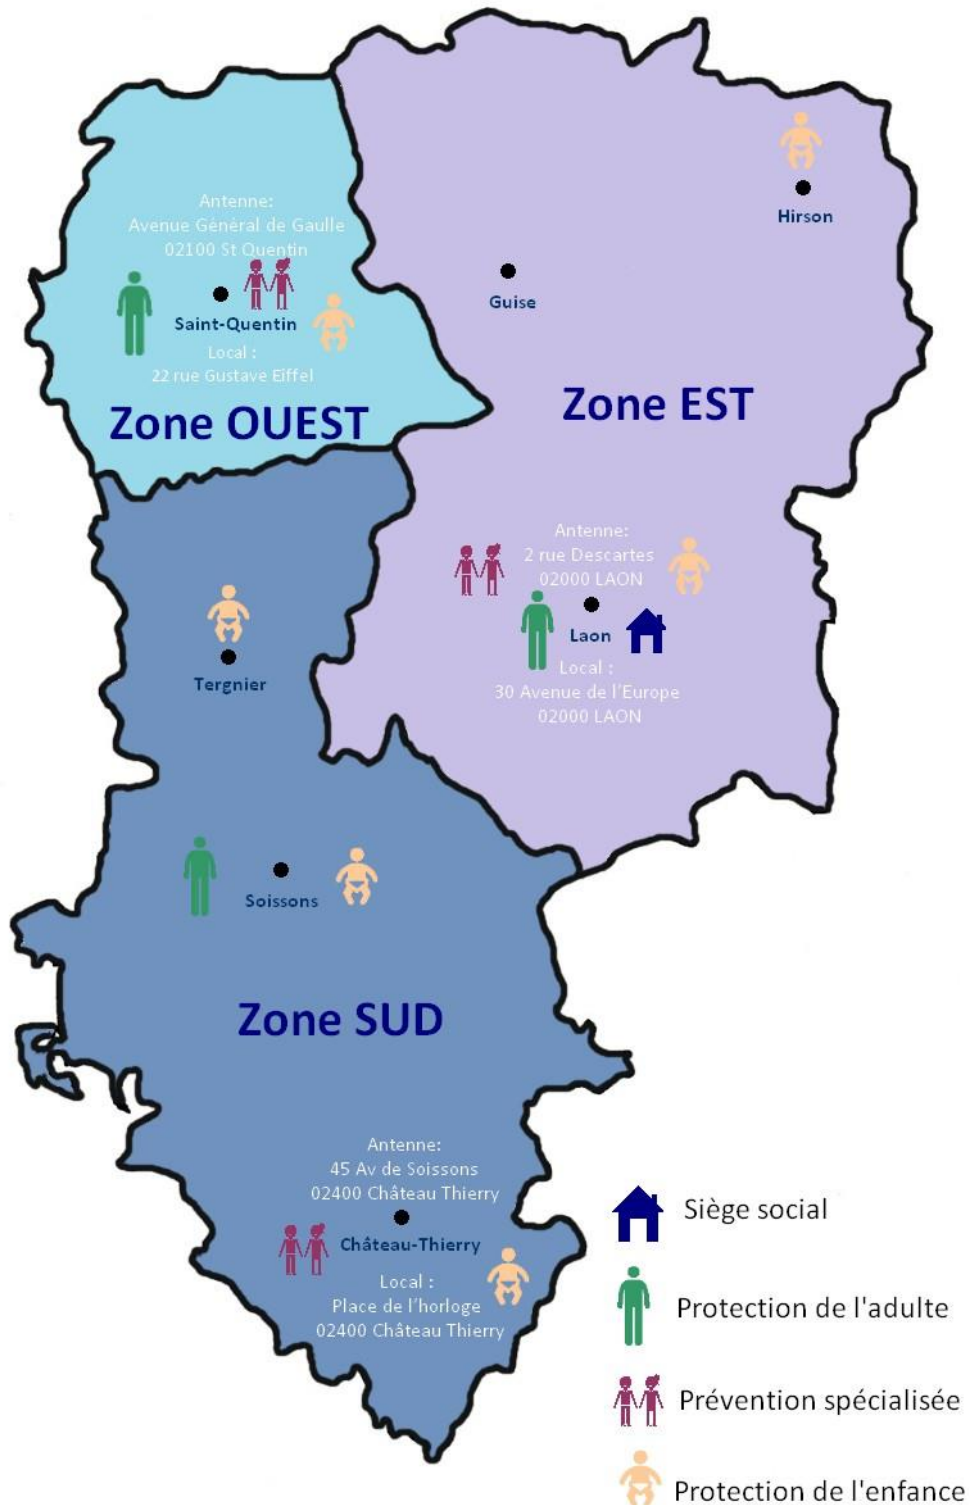 Hirson
Antenne:
Avenue Général de Gaulle
02100 St Quentin
Saint-Quentin
Local :
22 rue Gustave Eiffel
Zone OUEST
Guise
Zone EST
Antenne:
2 rue Descartes
02000 LAON
Laon
Local :
30 Avenue de l'Europe
02000 LAON
Tergnier
Soissons
Zone SUD
Antenne:
45 Av de Soissons
02400 Château Thierry
Château-Thierry
Local :
Place de l'horloge
02400 Château Thierry
Siège social
Protection de l'adulte
Prévention spécialisée
Protection de l'enfance